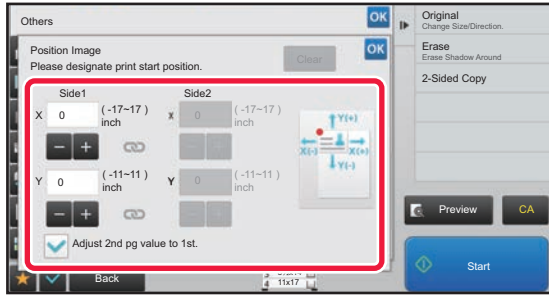 Others
OK
Position Image
Please designate print start position.
Clear
OK
Side1
Side2
X
0
(-17~17)
inch
X
0
(-17~17)
inch
Y(+)
X(-)
X(+)
Y(-)
Y
0
(-11~11)
inch
Y
0
(-11~11)
inch
Adjust 2nd pg value to 1st.
Back
4 11x17
Original
Change Size/Direction.
Erase
Erase Shadow Around
2-Sided Copy
Preview
CA
Start